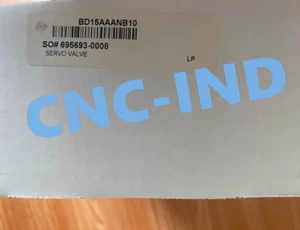 BD15AAANB10
SO# 695693-0008
SERVO VALVE
LP
CNC-IND